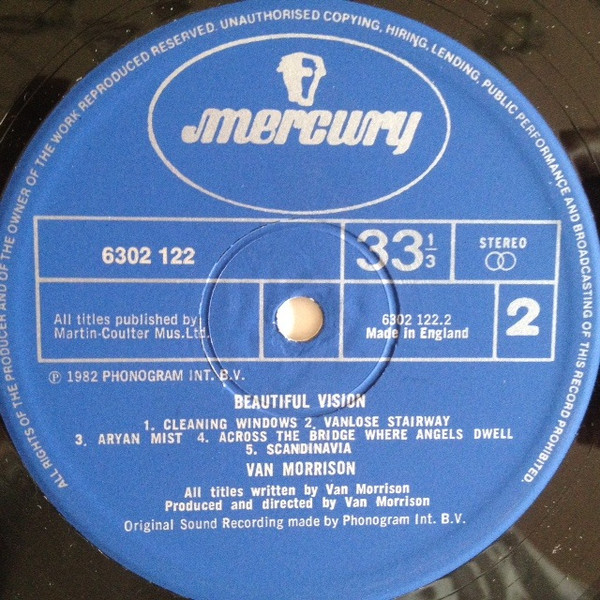 ALL RIGHTS OF THE PRODUCER AND OF THE OWNER OF THE WORK REPRODUCED RESERVED. UNAUTHORISED COPYING, HIRING, LENDING, PUBLIC PERFORMANCE AND BROADCASTING OF THIS RECORD PROHIBITED.
mercury
6302 122
33 1/3
STEREO
All titles published by
Martin-Coulter Mus.Ltd.
6302 122.2
Made in England
2
℗ 1982 PHONOGRAM INT. B.V.
BEAUTIFUL VISION
1. CLEANING WINDOWS 2. VANLOSE STAIRWAY
3. ARYAN MIST 4. ACROSS THE BRIDGE WHERE ANGELS DWELL
5. SCANDINAVIA
VAN MORRISON
All titles written by Van Morrison
Produced and directed by Van Morrison
Original Sound Recording made by Phonogram Int. B.V.